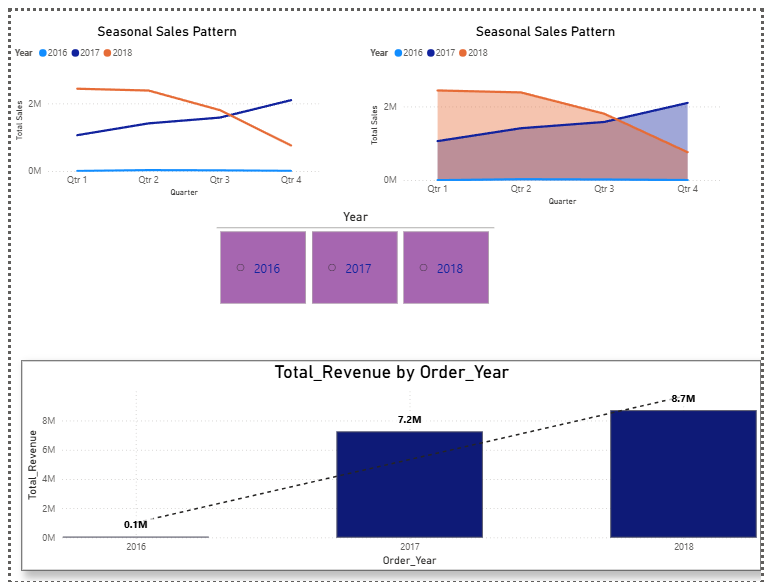 Seasonal Sales Pattern
Year 2016 2017 2018
Total Sales
2M
0M
Qtr 1 Qtr 2 Qtr 3 Qtr 4
Quarter
Seasonal Sales Pattern
Year 2016 2017 2018
Total Sales
2M
0M
Qtr 1 Qtr 2 Qtr 3 Qtr 4
Quarter
Year
2016 2017 2018
Total_Revenue by Order_Year
Total_Revenue
8M
6M
4M
2M
0M
0.1M 7.2M 8.7M
2016 2017 2018
Order_Year